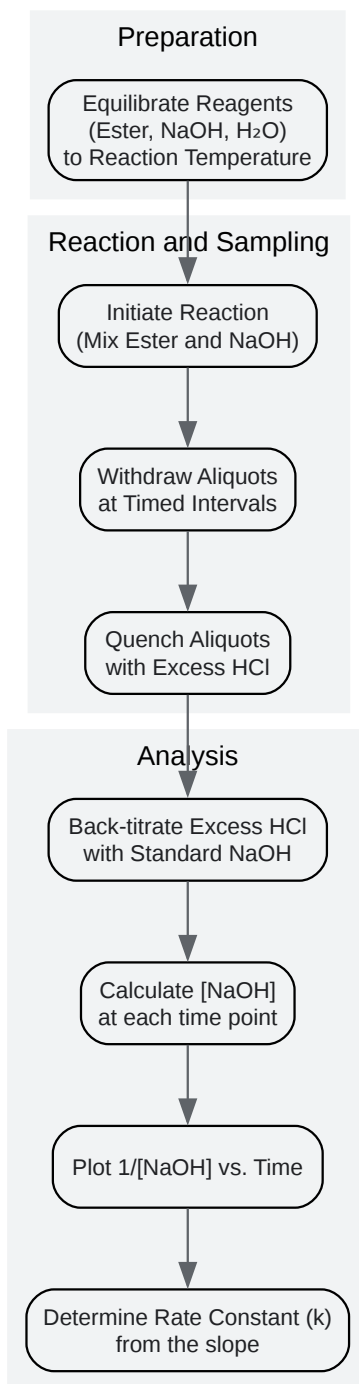 Preparation
Equilibrate Reagents
(Ester, NaOH, H₂O)
to Reaction Temperature
Reaction and Sampling
Initiate Reaction
(Mix Ester and NaOH)
Withdraw Aliquots
at Timed Intervals
Quench Aliquots
with Excess HCl
Analysis
Back-titrate Excess HCl
with Standard NaOH
Calculate [NaOH]
at each time point
Plot 1/[NaOH] vs. Time
Determine Rate Constant (k)
from the slope